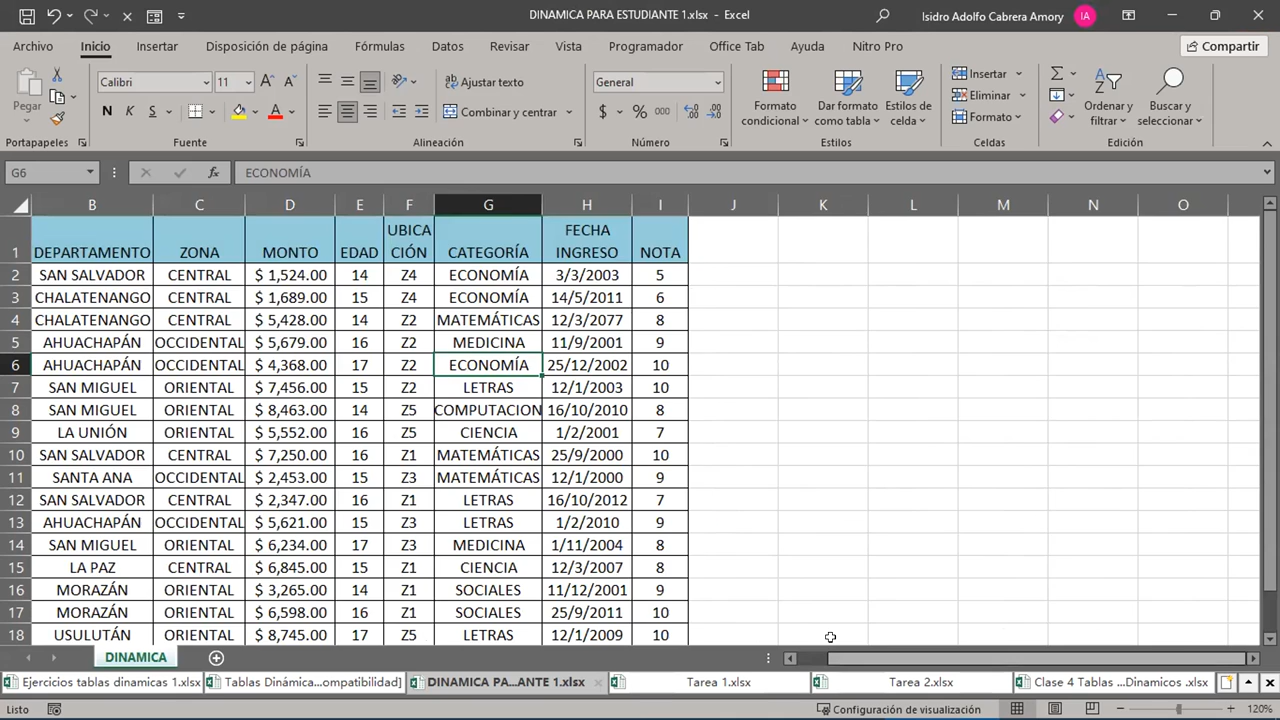 DINAMICA PARA ESTUDIANTE 1.xlsx - Excel
Isidro Adolfo Cabrera Amory
IA
Archivo Inicio Insertar Disposición de página Fórmulas Datos Revisar Vista Programador Office Tab Ayuda Nitro Pro Compartir
Pegar
Calibri 11
N K S
Ajustar texto
Combinar y centrar
General
$ % 000
Formato condicional
Dar formato como tabla
Estilos de celda
Insertar
Eliminar
Formato
Ordenar y filtrar
Buscar y seleccionar
Portapapeles Fuente Alineación Número Estilos Celdas Edición
G6 fx ECONOMÍA
B C D E F G H I J K L M N O
1 DEPARTAMENTO ZONA MONTO EDAD UBICACIÓN CATEGORÍA FECHA INGRESO NOTA
2 SAN SALVADOR CENTRAL $ 1,524.00 14 Z4 ECONOMÍA 3/3/2003 5
3 CHALATENANGO CENTRAL $ 1,689.00 15 Z4 ECONOMÍA 14/5/2011 6
4 CHALATENANGO CENTRAL $ 5,428.00 14 Z2 MATEMÁTICAS 12/3/2077 8
5 AHUACHAPÁN OCCIDENTAL $ 5,679.00 16 Z2 MEDICINA 11/9/2001 9
6 AHUACHAPÁN OCCIDENTAL $ 4,368.00 17 Z2 ECONOMÍA 25/12/2002 10
7 SAN MIGUEL ORIENTAL $ 7,456.00 15 Z2 LETRAS 12/1/2003 10
8 SAN MIGUEL ORIENTAL $ 8,463.00 14 Z5 COMPUTACION 16/10/2010 8
9 LA UNIÓN ORIENTAL $ 5,552.00 16 Z5 CIENCIA 1/2/2001 7
10 SAN SALVADOR CENTRAL $ 7,250.00 16 Z1 MATEMÁTICAS 25/9/2000 10
11 SANTA ANA OCCIDENTAL $ 2,453.00 15 Z3 MATEMÁTICAS 12/1/2000 9
12 SAN SALVADOR CENTRAL $ 2,347.00 16 Z1 LETRAS 16/10/2012 7
13 AHUACHAPÁN OCCIDENTAL $ 5,621.00 15 Z3 LETRAS 1/2/2010 9
14 SAN MIGUEL ORIENTAL $ 6,234.00 17 Z3 MEDICINA 1/11/2004 8
15 LA PAZ CENTRAL $ 6,845.00 15 Z1 CIENCIA 12/3/2007 8
16 MORAZÁN ORIENTAL $ 3,265.00 14 Z1 SOCIALES 11/12/2001 9
17 MORAZÁN ORIENTAL $ 6,598.00 16 Z1 SOCIALES 25/9/2011 10
18 USULUTÁN ORIENTAL $ 8,745.00 17 Z5 LETRAS 12/1/2009 10
DINAMICA
Ejercicios tablas dinamicas 1.xlsx Tablas Dinámica...ompatibilidad] DINAMICA PA...ANTE 1.xlsx Tarea 1.xlsx Tarea 2.xlsx Clase 4 Tablas ...Dinamicos .xlsx
Listo Configuración de visualización 120%